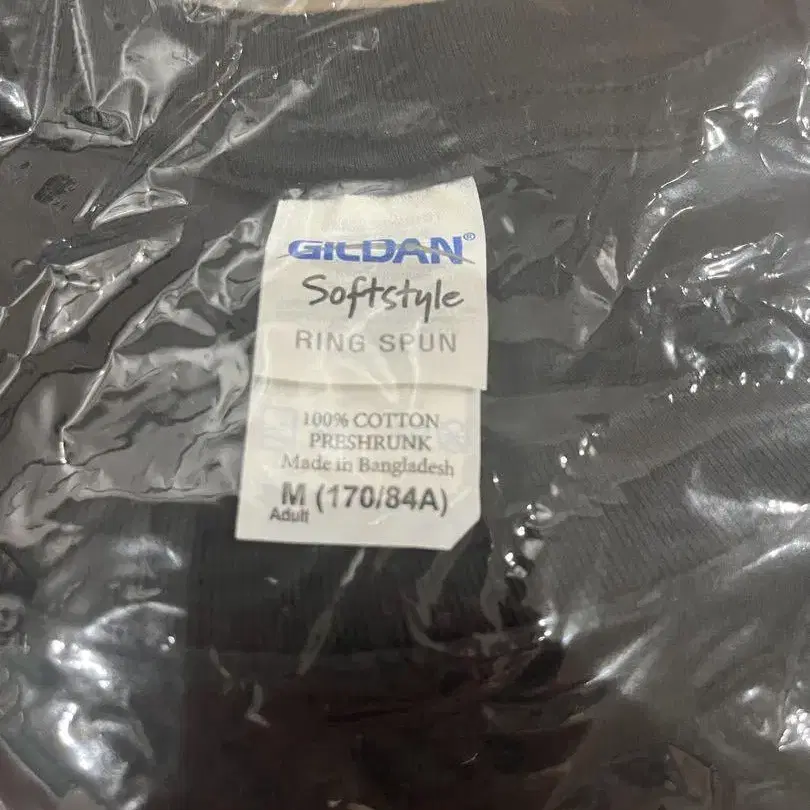 GILDAN®
Softstyle
RING SPUN
100% COTTON
PRESHRUNK
Made in Bangladesh
M (170/84A)
Adult